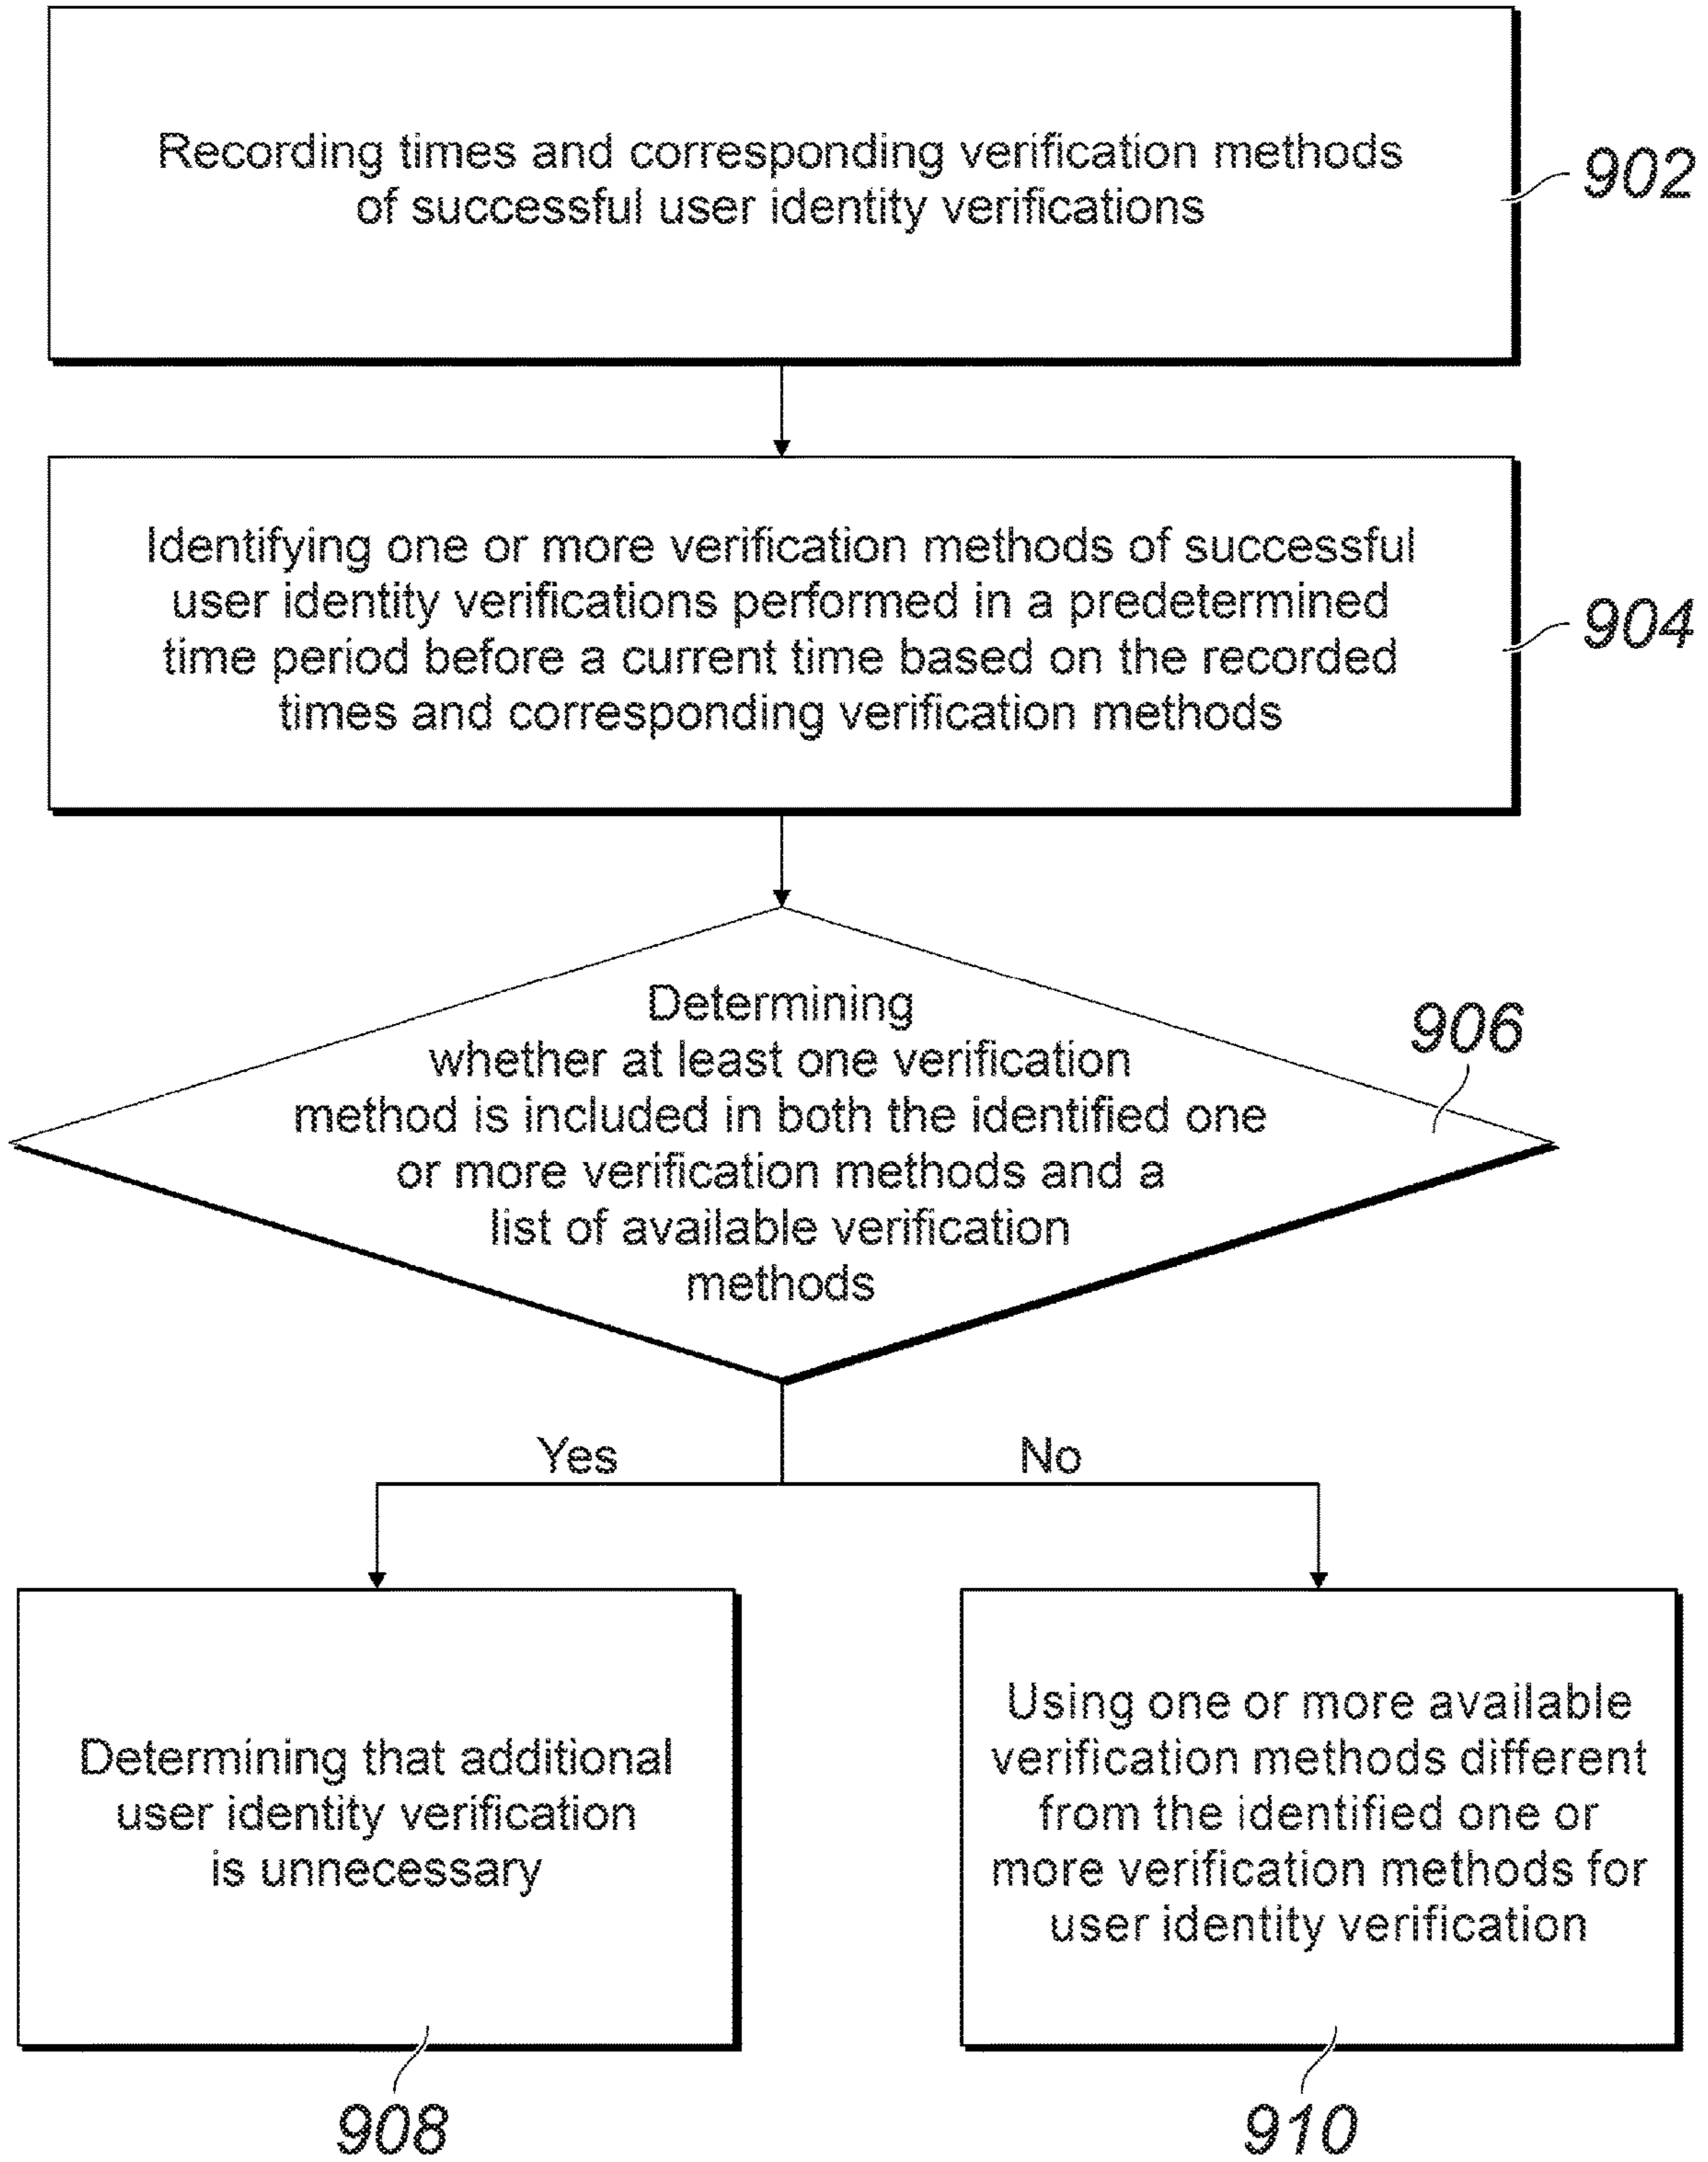 Recording times and corresponding verification methods
of successful user identity verifications
902
Identifying one or more verification methods of successful
user identity verifications performed in a predetermined
time period before a current time based on the recorded
times and corresponding verification methods
904
Determining
whether at least one verification
method is included in both the identified one
or more verification methods and a
list of available verification
methods
906
Yes
No
Determining that additional
user identity verification
is unnecessary
908
Using one or more available
verification methods different
from the identified one or
more verification methods for
user identity verification
910